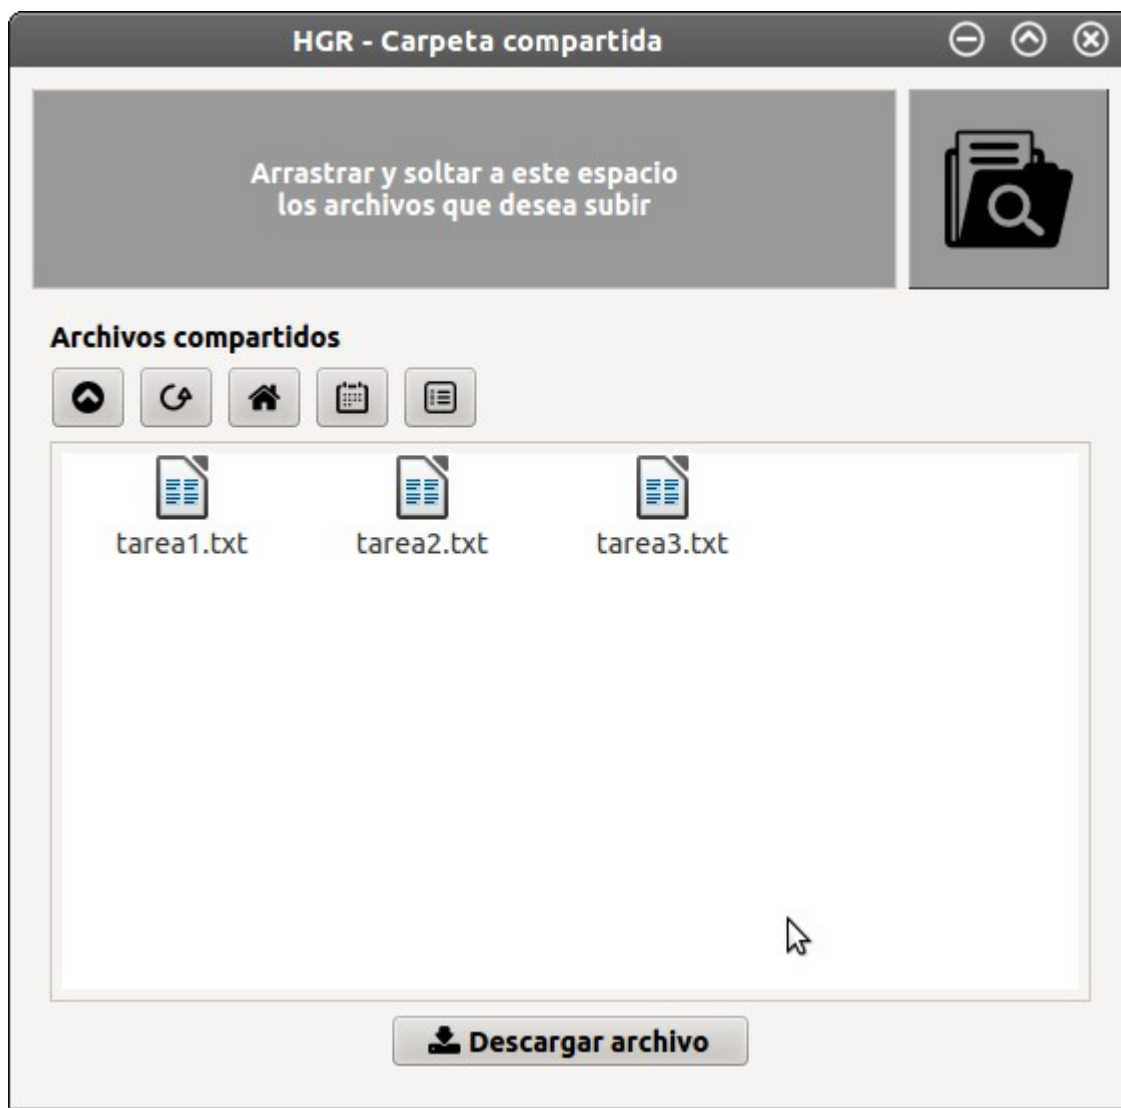 HGR - Carpeta compartida
Arrastrar y soltar a este espacio
los archivos que desea subir
Archivos compartidos
tarea1.txt
tarea2.txt
tarea3.txt
Descargar archivo